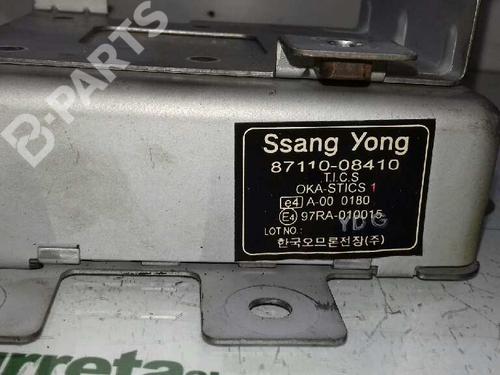 B-PARTS
Ssang Yong
87110-08410
T.I.C.S
OKA-STICS 1
e4 A-00 0180
E4 97RA-010015
LOT NO.: YDG
한국오므론전장(주)